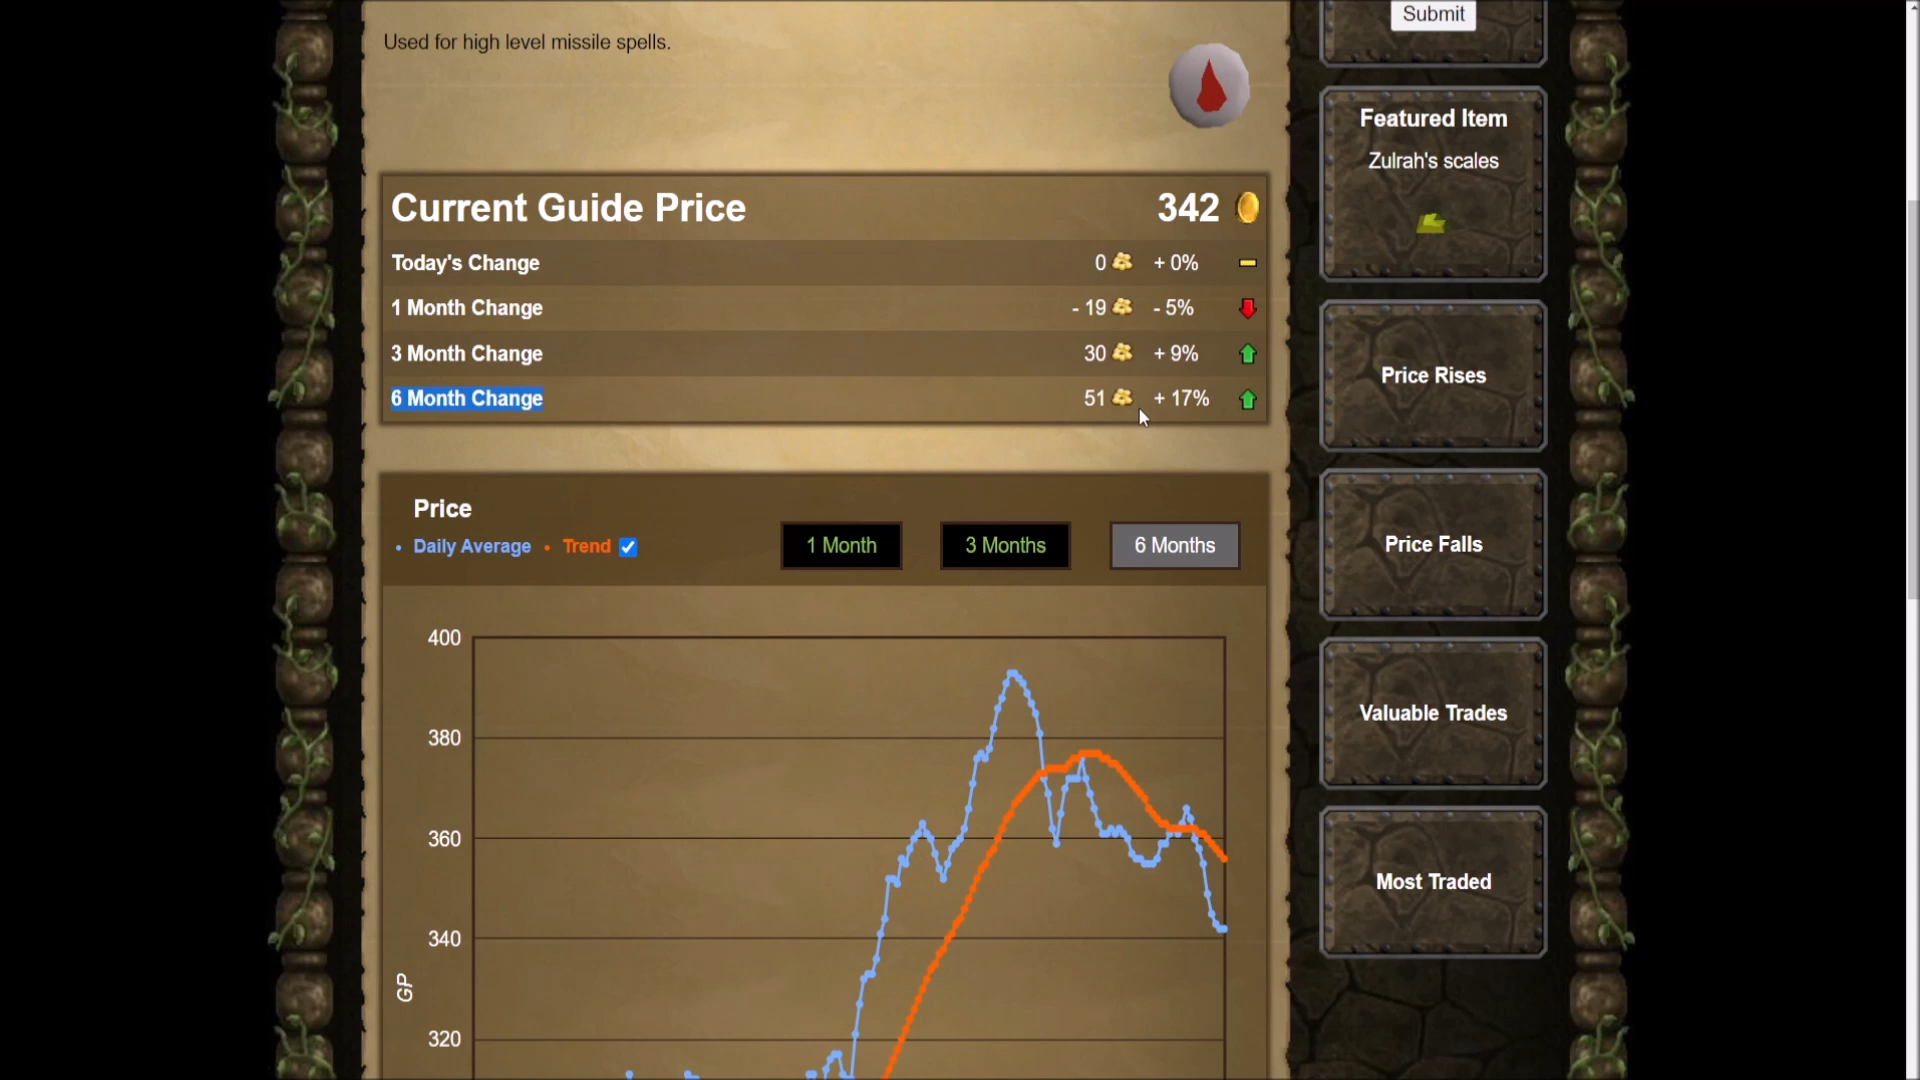 Used for high level missile spells.
Submit
Current Guide Price 342
Today's Change 0 + 0%
1 Month Change - 19 - 5%
3 Month Change 30 + 9%
6 Month Change 51 + 17%
Price
• Daily Average • Trend
1 Month 3 Months 6 Months
400
380
360
340
320
GP
Featured Item
Zulrah's scales
Price Rises
Price Falls
Valuable Trades
Most Traded